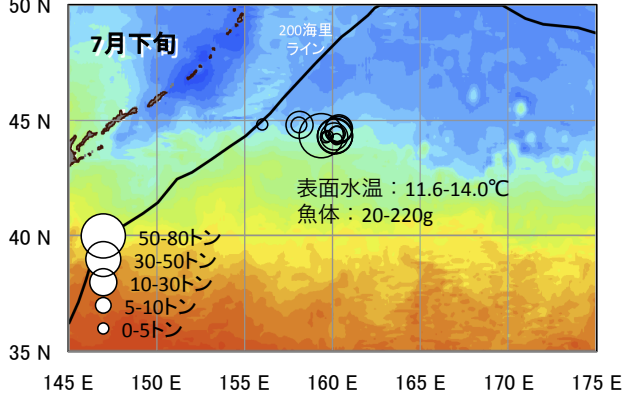 50 N
7月下旬
200海里
ライン
45 N
表面水温：11.6-14.0℃
魚体：20-220g
40 N
50-80トン
30-50トン
10-30トン
5-10トン
0-5トン
35 N
145 E 150 E 155 E 160 E 165 E 170 E 175 E